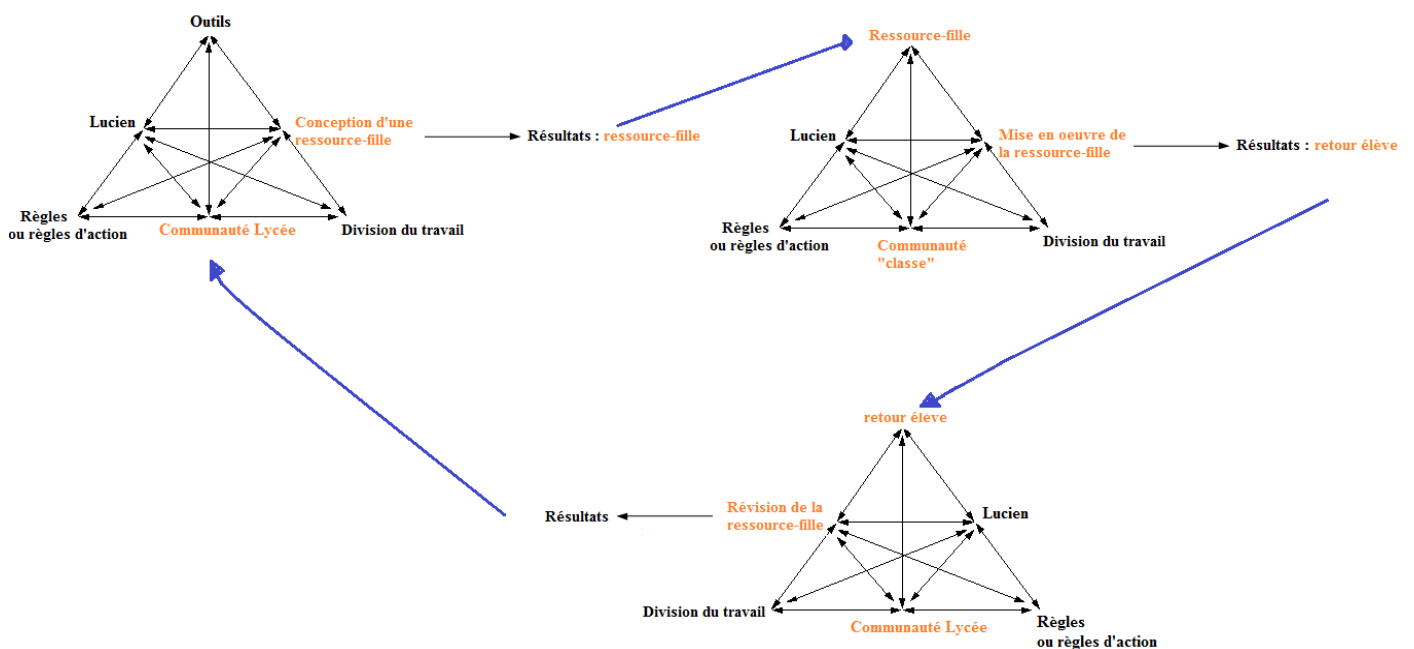 Outils
Lucien
Conception d'une
ressource-fille
Résultats : ressource-fille
Règles
ou règles d'action
Communauté Lycée
Division du travail
Ressource-fille
Lucien
Mise en oeuvre de
la ressource-fille
Résultats : retour élève
Règles
ou règles d'action
Communauté
"classe"
Division du travail
retour élève
Résultats
Révision de la
ressource-fille
Lucien
Division du travail
Communauté Lycée
Règles
ou règles d'action